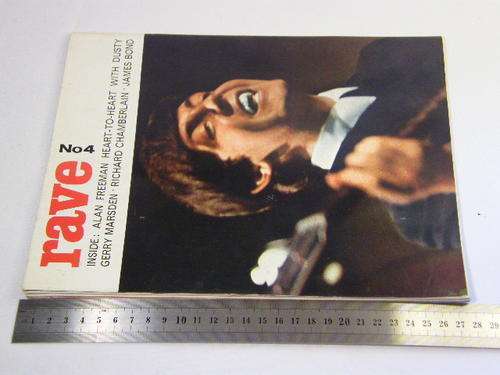 rave
No4
INSIDE: ALAN FREEMAN HEART-TO-HEART WITH DUSTY
GERRY MARSDEN · RICHARD CHAMBERLAIN JAMES BOND
1 2 3 4 5 6 7 8 9 10 11 12 13 14 15 16 17 18 19 20 21 22 23 24 25 26 27 28 29